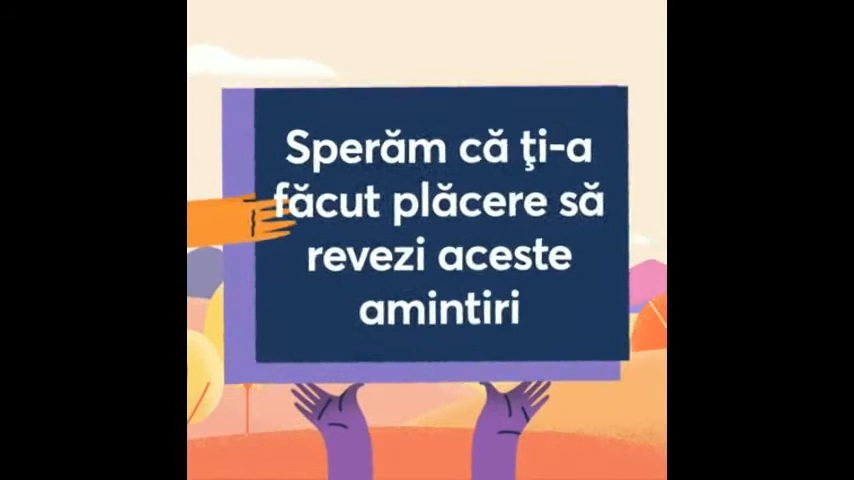 Sperăm că ţi-a
făcut plăcere să
revezi aceste
amintiri